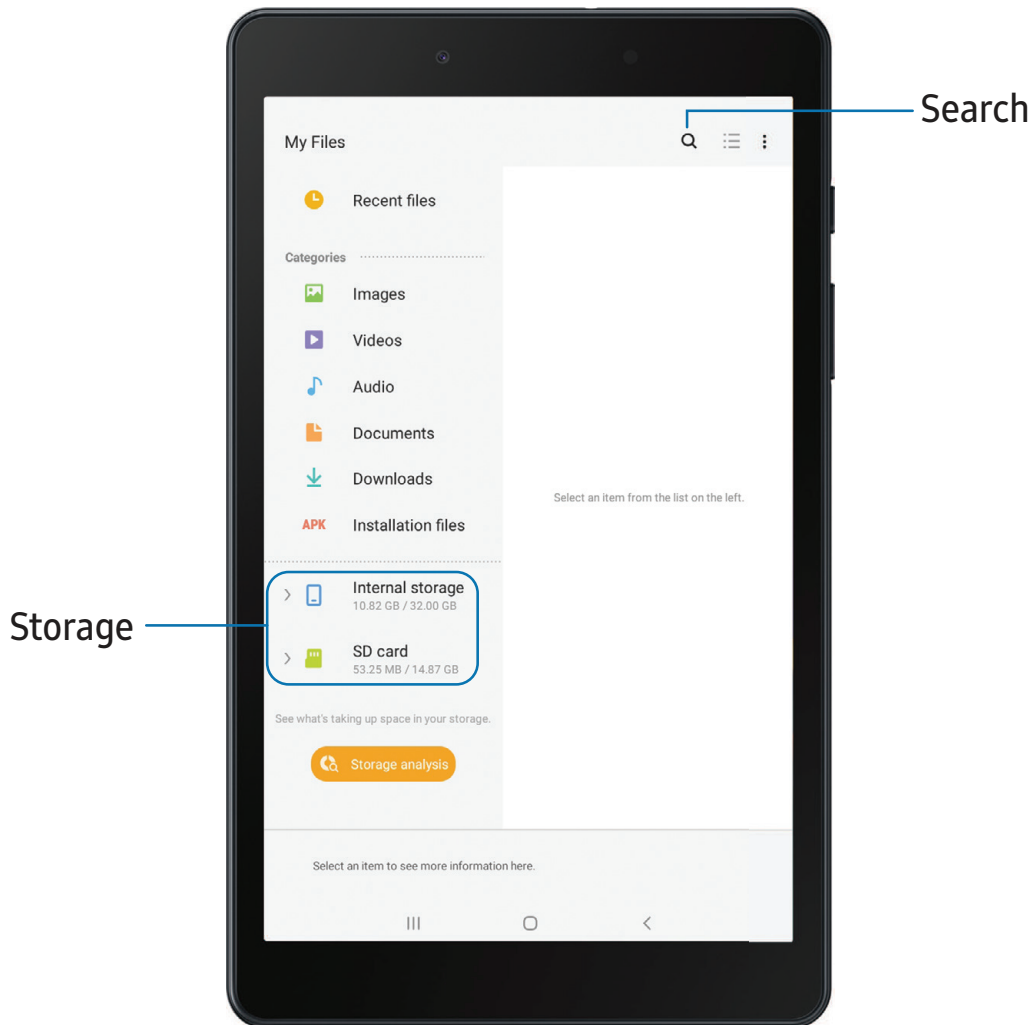 Search
My Files
Recent files
Categories
Images
Videos
Audio
Documents
Downloads
Select an item from the list on the left.
APK Installation files
Internal storage
10.82 GB / 32.00 GB
Storage
SD card
53.25 MB / 14.87 GB
See what's taking up space in your storage.
Storage analysis
Select an item to see more information here.